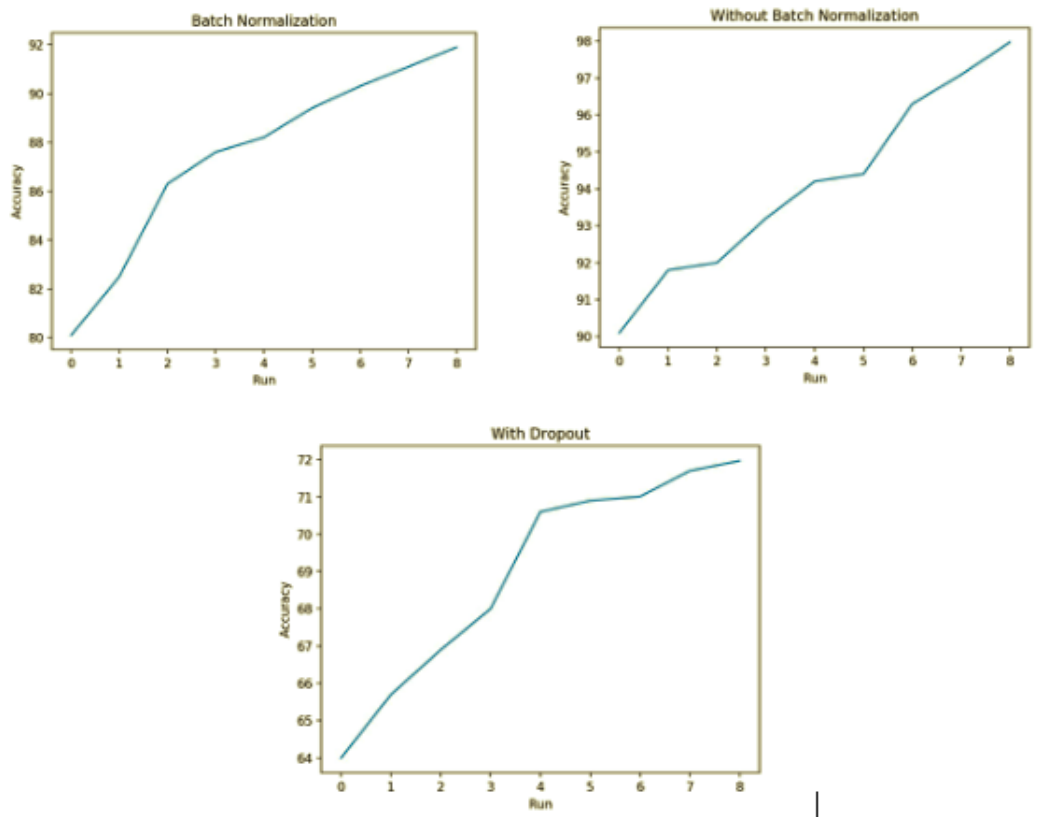 Batch Normalization
92
90
88
86
84
82
80
Accuracy
0 1 2 3 4 5 6 7 8
Run
Without Batch Normalization
98
97
96
95
94
93
92
91
90
Accuracy
0 1 2 3 4 5 6 7 8
Run
With Dropout
72
71
70
69
68
67
66
65
64
Accuracy
0 1 2 3 4 5 6 7 8
Run